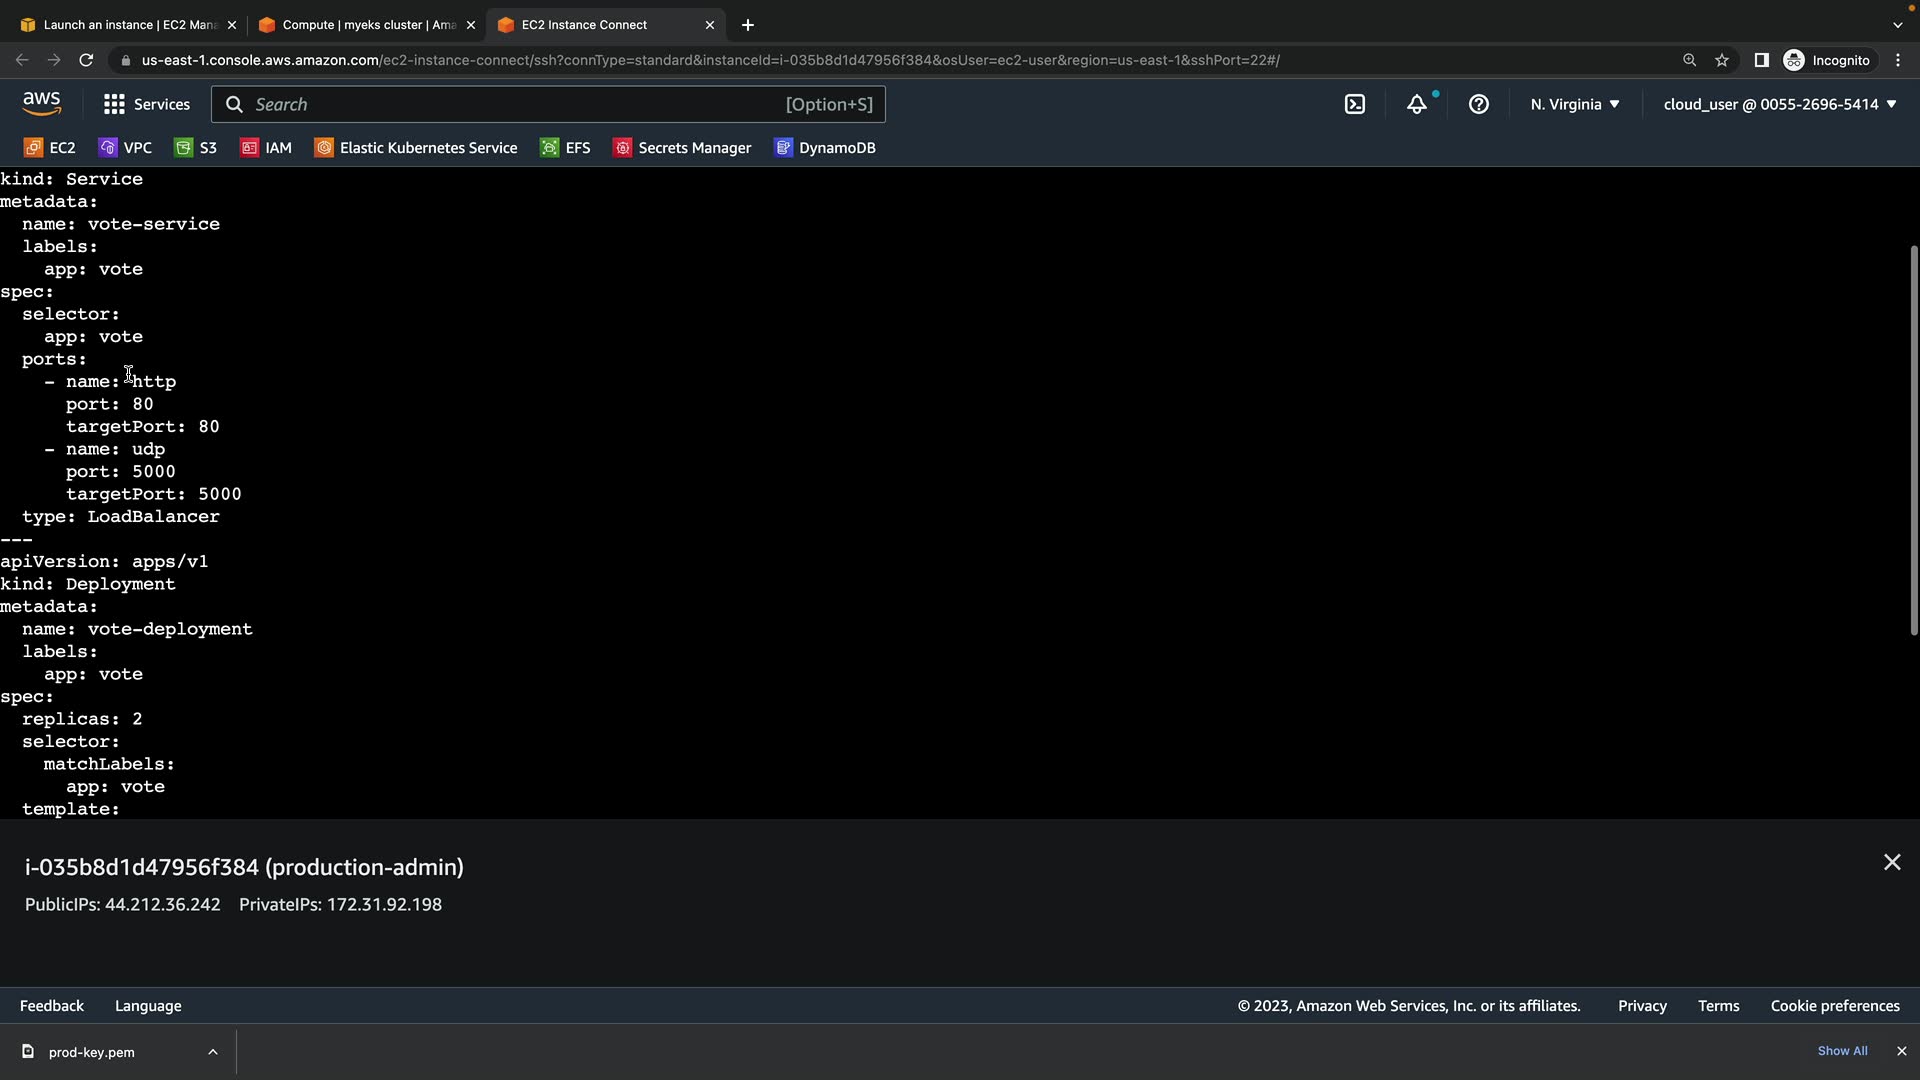 Launch an instance | EC2 Mana
Compute | myeks cluster | Ama
EC2 Instance Connect
us-east-1.console.aws.amazon.com/ec2-instance-connect/ssh?connType=standard&instanceId=i-035b8d1d47956f384&osUser=ec2-user&region=us-east-1&sshPort=22#/
Incognito
aws
Services
Search
[Option+S]
N. Virginia
cloud_user @ 0055-2696-5414
EC2
VPC
S3
IAM
Elastic Kubernetes Service
EFS
Secrets Manager
DynamoDB
kind: Service
metadata:
  name: vote-service
  labels:
    app: vote
spec:
  selector:
    app: vote
  ports:
    - name: http
      port: 80
      targetPort: 80
    - name: udp
      port: 5000
      targetPort: 5000
  type: LoadBalancer
---
apiVersion: apps/v1
kind: Deployment
metadata:
  name: vote-deployment
  labels:
    app: vote
spec:
  replicas: 2
  selector:
    matchLabels:
      app: vote
  template:
i-035b8d1d47956f384 (production-admin)
PublicIPs: 44.212.36.242 PrivateIPs: 172.31.92.198
Feedback
Language
© 2023, Amazon Web Services, Inc. or its affiliates.
Privacy
Terms
Cookie preferences
prod-key.pem
Show All